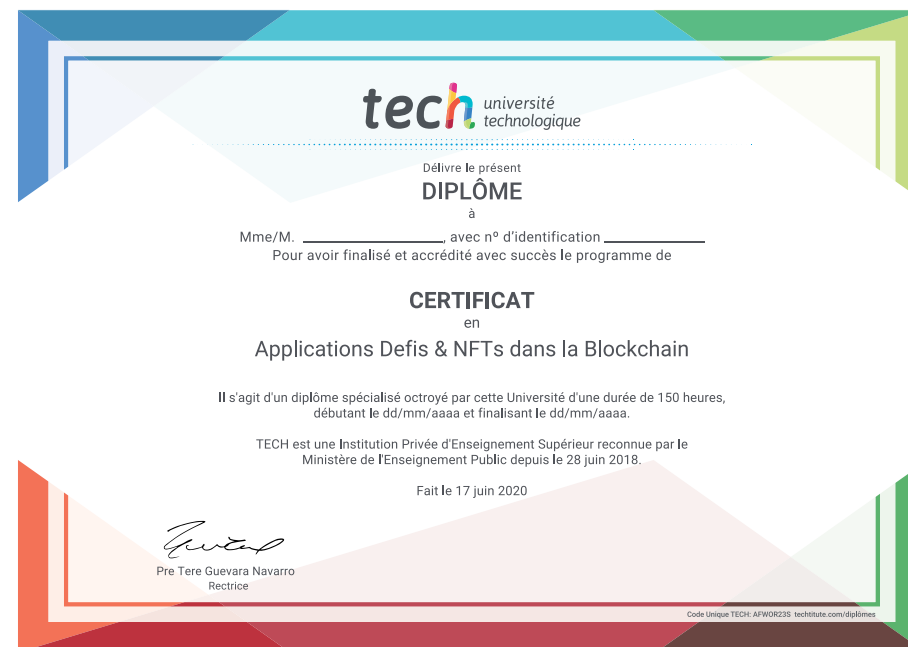 tech université
technologique
Délivre le présent
DIPLÔME
à
Mme/M. ____________________, avec nº d'identification ______________
Pour avoir finalisé et accrédité avec succès le programme de
CERTIFICAT
en
Applications Defis & NFTs dans la Blockchain
Il s'agit d'un diplôme spécialisé octroyé par cette Université d'une durée de 150 heures,
débutant le dd/mm/aaaa et finalisant le dd/mm/aaaa.
TECH est une Institution Privée d'Enseignement Supérieur reconnue par le
Ministère de l'Enseignement Public depuis le 28 juin 2018.
Fait le 17 juin 2020
Pre Tere Guevara Navarro
Rectrice
Code Unique TECH: AFWOR23S techtitute.com/diplômes